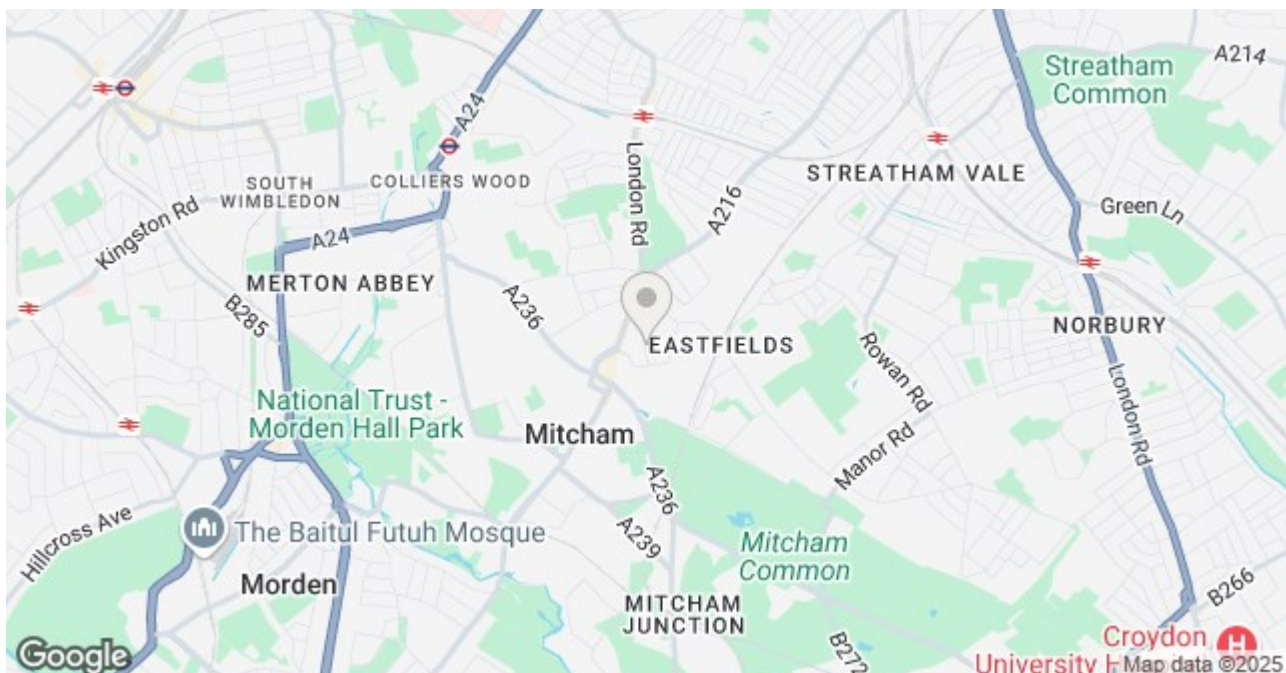 A214
Streatham
Common
A24
London Rd
SOUTH
WIMBLEDON
COLLIERS WOOD
STREATHAM VALE
A216
Green Ln
Kingston Rd
A24
MERTON ABBEY
B285
A236
EASTFIELDS
NORBURY
Rowan Rd
London Rd
National Trust -
Morden Hall Park
Mitcham
Manor Rd
A236
Hillcross Ave
The Baitul Futuh Mosque
A239
Mitcham
Common
Morden
MITCHAM
JUNCTION
B266
B272
Croydon
University
H
Google
Map data ©2025